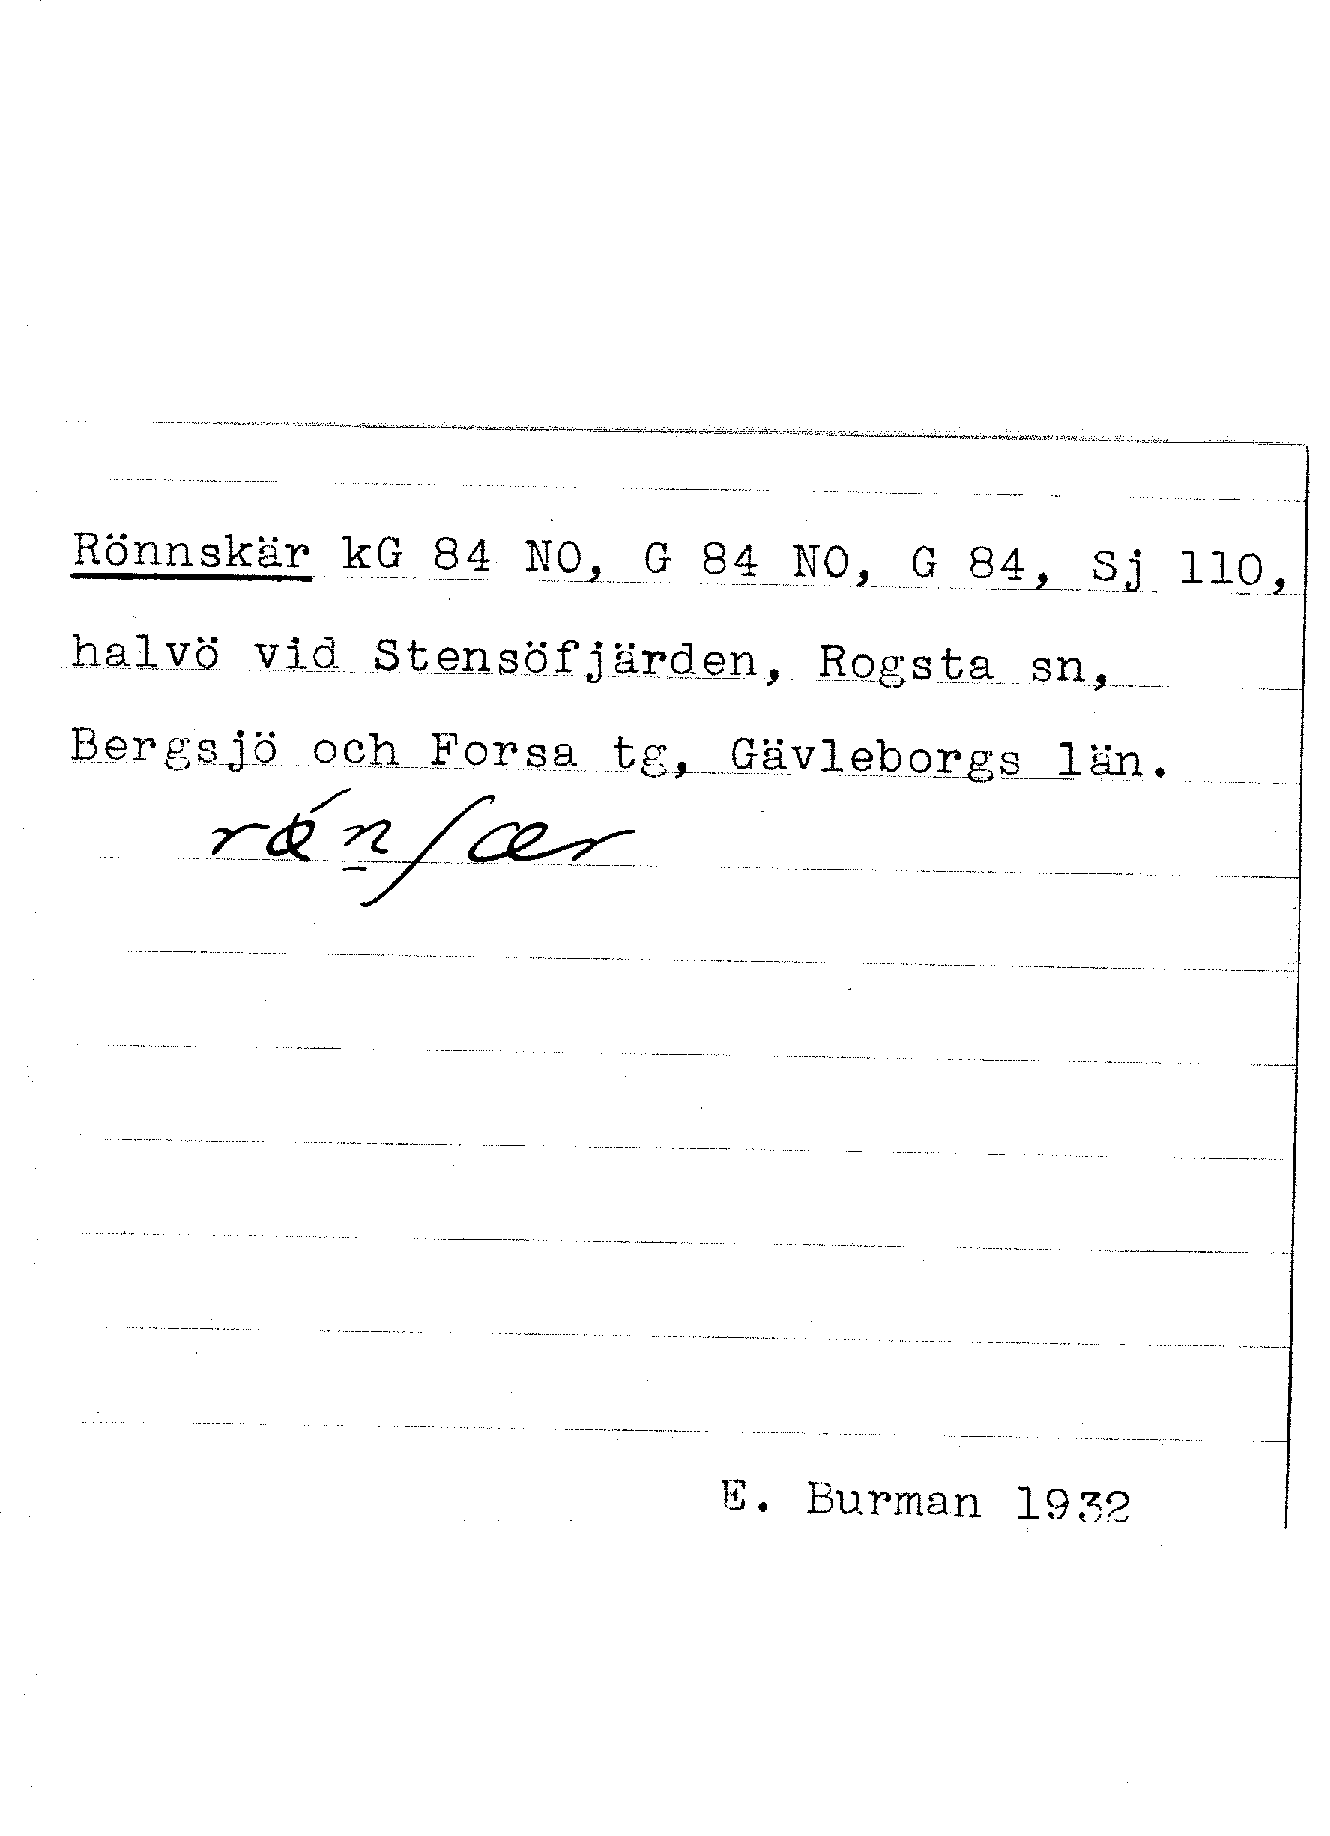 Rönnskär kG 84 NO, G 84 NO, G 84, Sj 110,
halvö vid Stensöfjärden, Rogsta sn,
Bergsjö och Forsa tg, Gävleborgs län.
E. Burman 1932